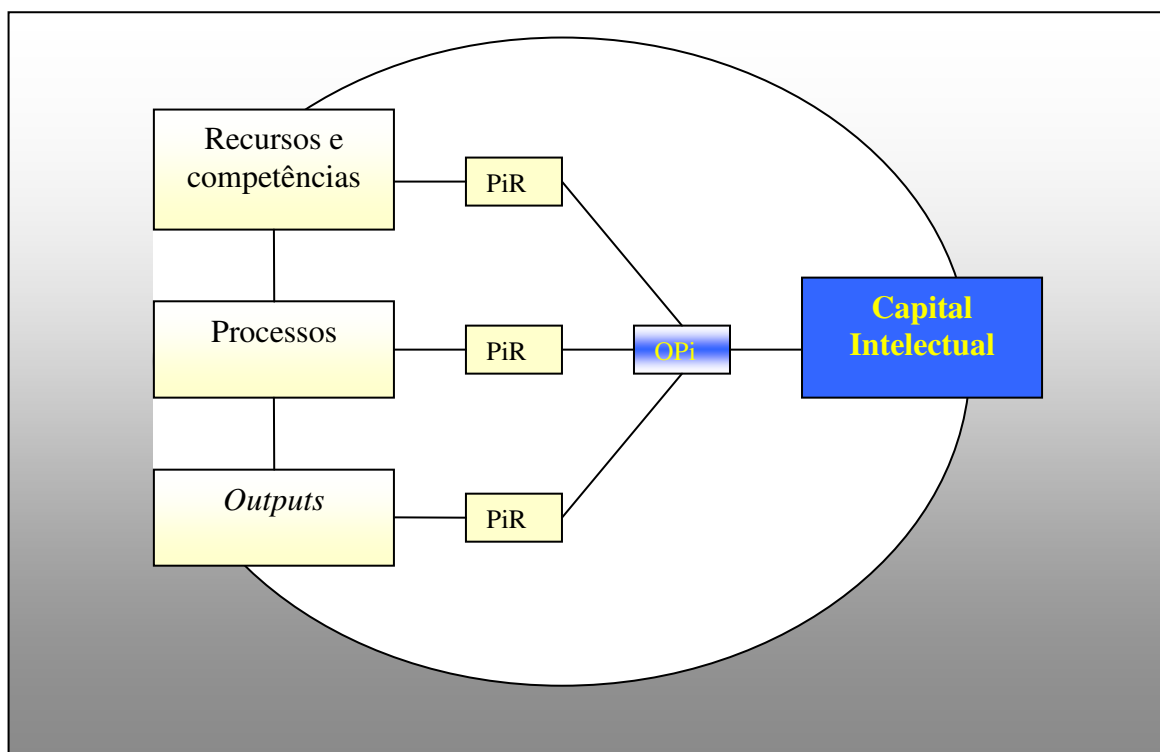 Recursos e
competências
PiR
Processos
PiR
OPi
Capital
Intelectual
Outputs
PiR